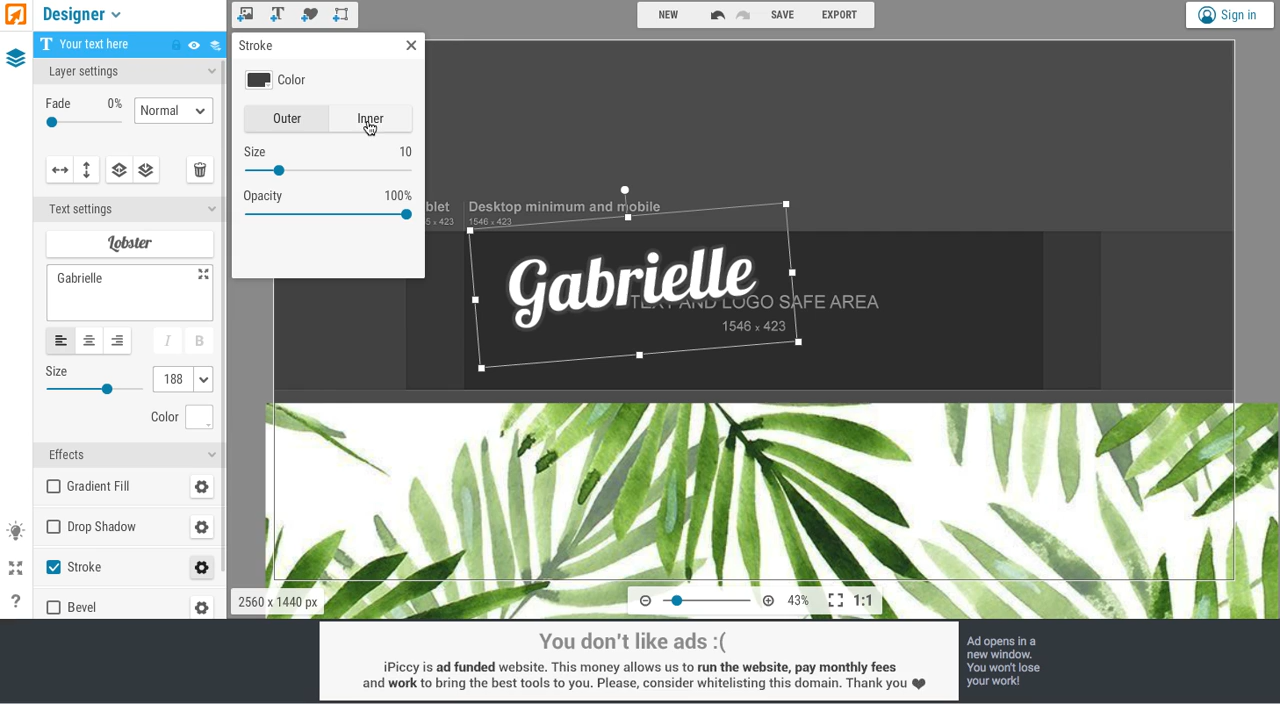 Designer
NEW
SAVE
EXPORT
Sign in
Your text here
Layer settings
Fade 0%
Normal
Text settings
Lobster
Gabrielle
Size
188
Color
Effects
Gradient Fill
Drop Shadow
Stroke
Bevel
Stroke
Color
Outer
Inner
Size 10
Opacity 100%
blet
5 x 423
Desktop minimum and mobile
1546 x 423
Gabrielle
TEXT AND LOGO SAFE AREA
1546 x 423
2560 x 1440 px
43%
1:1
You don't like ads :(
iPiccy is ad funded website. This money allows us to run the website, pay monthly fees
and work to bring the best tools to you. Please, consider whitelisting this domain. Thank you
Ad opens in a
new window.
You won't lose
your work!